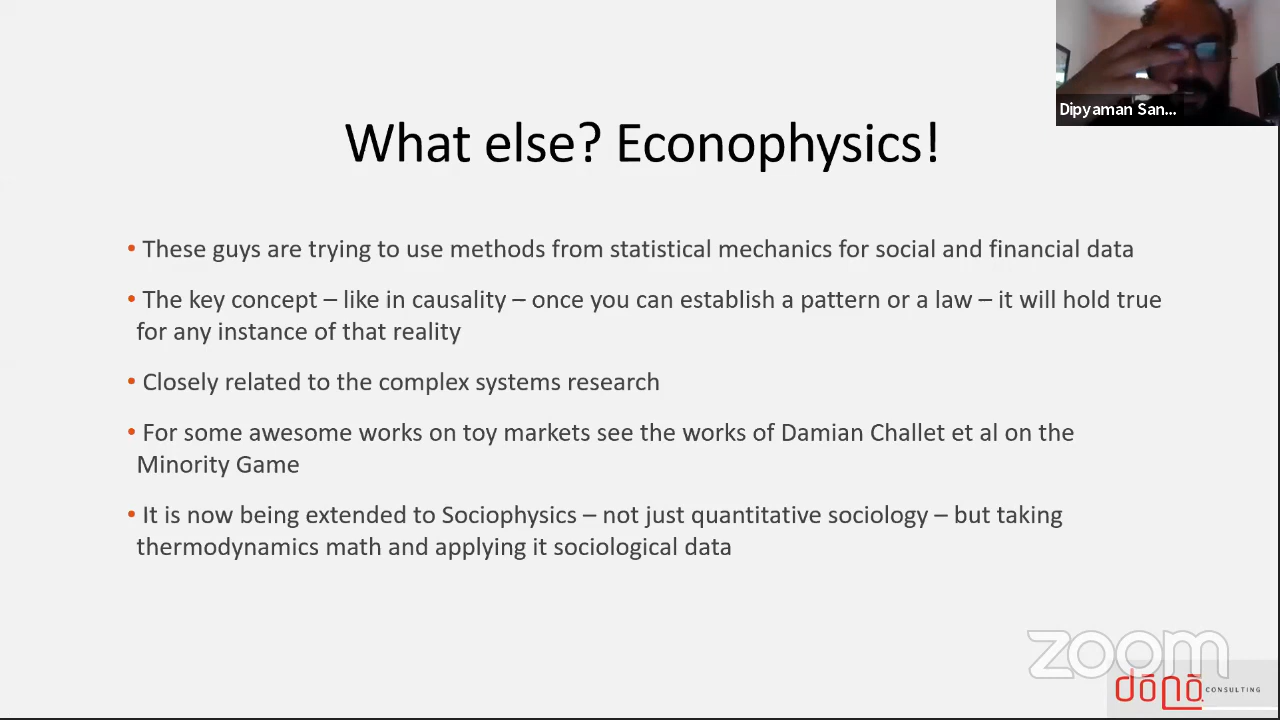 Dipyaman San...
What else? Econophysics!
• These guys are trying to use methods from statistical mechanics for social and financial data
• The key concept – like in causality – once you can establish a pattern or a law – it will hold true
for any instance of that reality
• Closely related to the complex systems research
• For some awesome works on toy markets see the works of Damian Challet et al on the
Minority Game
• It is now being extended to Sociophysics – not just quantitative sociology – but taking
thermodynamics math and applying it sociological data
zoom
dānā CONSULTING